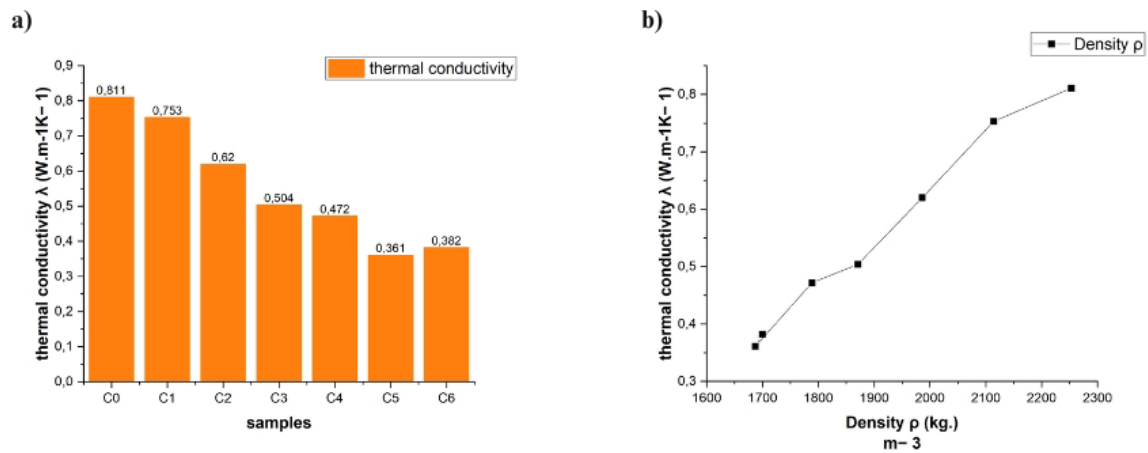 a)
thermal conductivity
thermal conductivity λ (W.m-1K− 1)
0,9
0,8
0,7
0,6
0,5
0,4
0,3
0,2
0,1
0,0
0,811
0,753
0,62
0,504
0,472
0,361
0,382
C0 C1 C2 C3 C4 C5 C6
samples
b)
Density ρ
thermal conductivity λ (W.m-1K− 1)
0,8
0,7
0,6
0,5
0,4
0,3
1600 1700 1800 1900 2000 2100 2200 2300
Density ρ (kg.)
m− 3